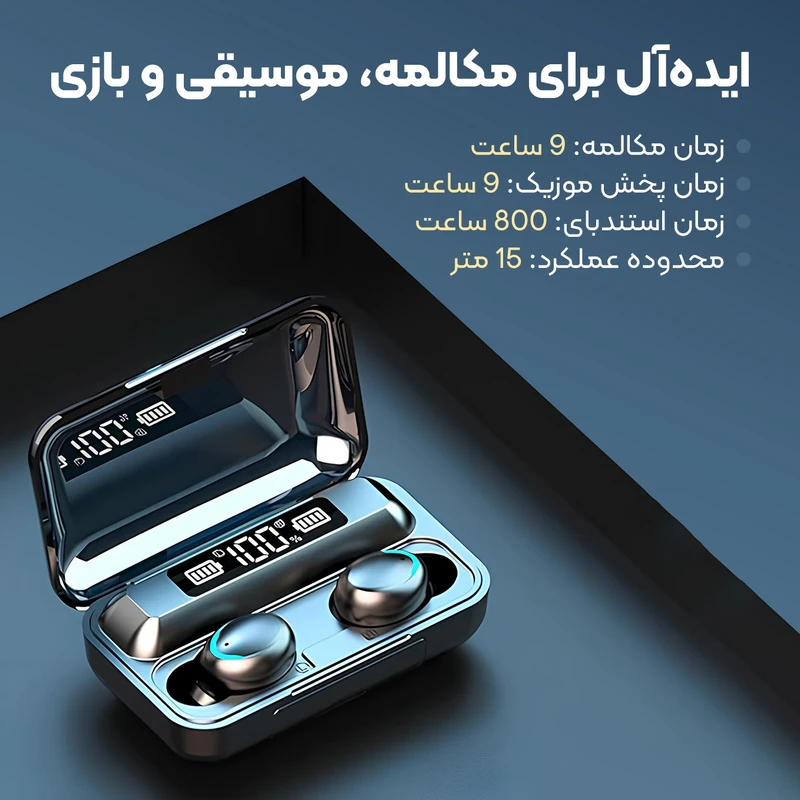 ایده‌آل برای مکالمه، موسیقی و بازی
زمان مکالمه: 9 ساعت
زمان پخش موزیک: 9 ساعت
زمان استندبای: 800 ساعت
محدوده عملکرد: 15 متر
100%